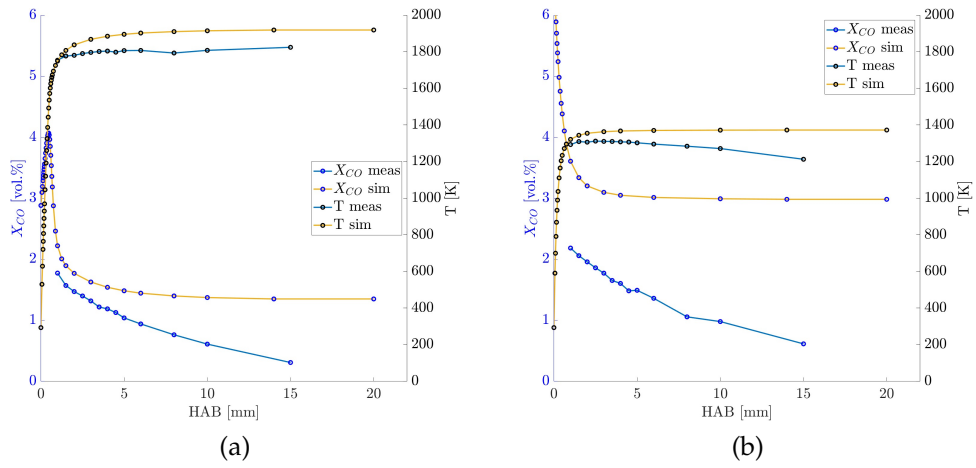 6
5
4
3
2
1
0
X_CO [vol.%]
2000
1800
1600
1400
1200
1000
800
600
400
200
0
T [K]
X_CO meas
X_CO sim
T meas
T sim
0 5 10 15 20
HAB [mm]
(a)
6
5
4
3
2
1
0
X_CO [vol.%]
2000
1800
1600
1400
1200
1000
800
600
400
200
0
T [K]
X_CO meas
X_CO sim
T meas
T sim
0 5 10 15 20
HAB [mm]
(b)